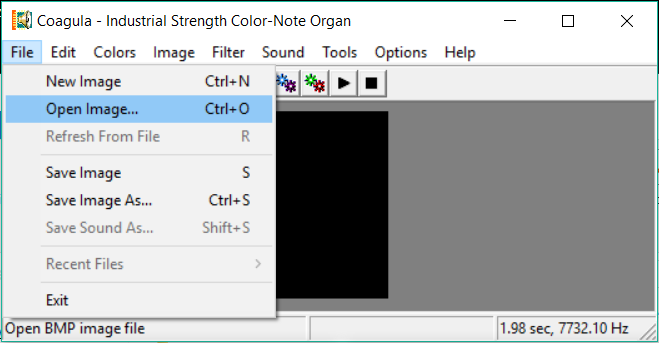 Coagula - Industrial Strength Color-Note Organ
File Edit Colors Image Filter Sound Tools Options Help
New Image Ctrl+N
Open Image... Ctrl+O
Refresh From File R
Save Image S
Save Image As... Ctrl+S
Save Sound As... Shift+S
Recent Files
Exit
Open BMP image file 1.98 sec, 7732.10 Hz